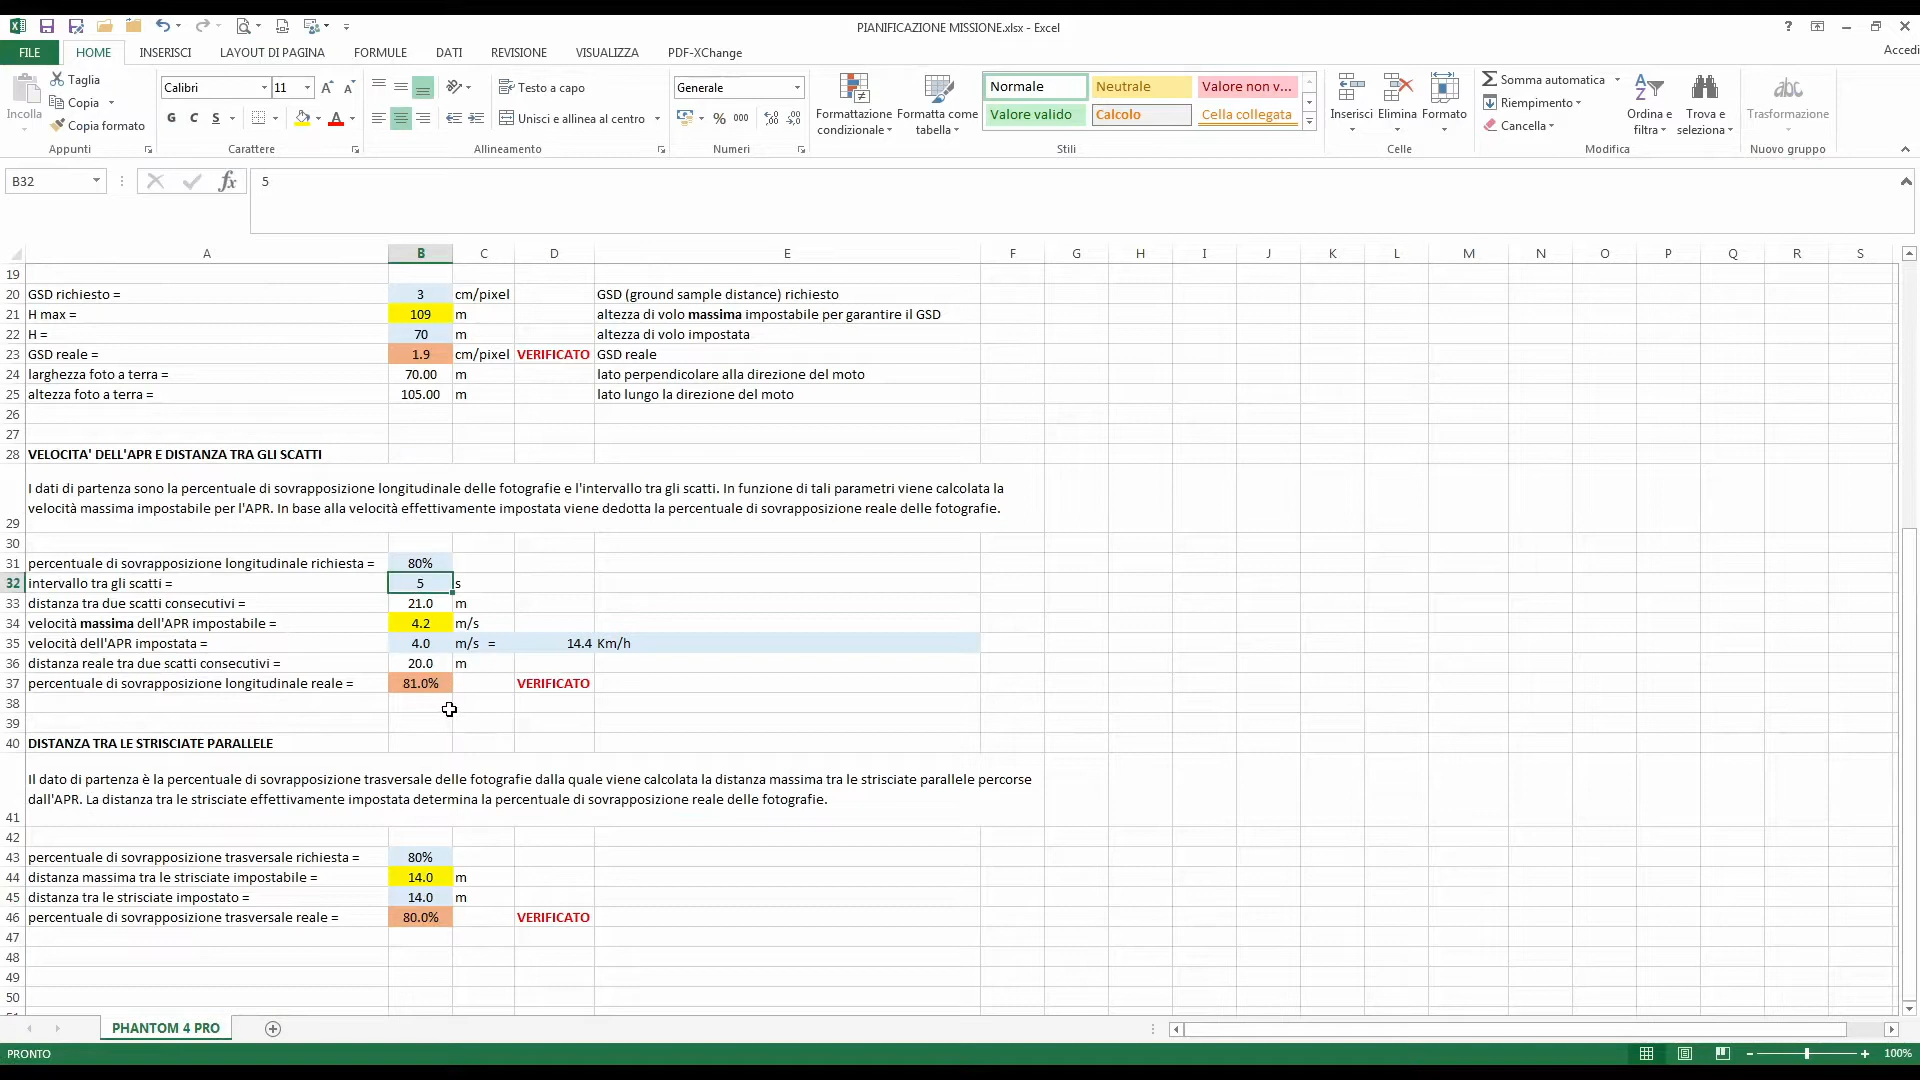 PIANIFICAZIONE MISSIONE.xlsx - Excel
Accedi
FILE HOME INSERISCI LAYOUT DI PAGINA FORMULE DATI REVISIONE VISUALIZZA PDF-XChange
Incolla
Taglia
Copia
Copia formato
Appunti
Calibri 11
G C S
Carattere
Testo a capo
Unisci e allinea al centro
Allineamento
Generale
% 000
Numeri
Formattazione condizionale
Formatta come tabella
Normale Neutrale Valore non v...
Valore valido Calcolo Cella collegata
Stili
Inserisci Elimina Formato
Celle
Somma automatica
Riempimento
Cancella
Ordina e filtra
Trova e seleziona
Modifica
Trasformazione
Nuovo gruppo
B32 fx 5
A B C D E F G H I J K L M N O P Q R S
19
20 GSD richiesto = 3 cm/pixel GSD (ground sample distance) richiesto
21 H max = 109 m altezza di volo massima impostabile per garantire il GSD
22 H = 70 m altezza di volo impostata
23 GSD reale = 1.9 cm/pixel VERIFICATO GSD reale
24 larghezza foto a terra = 70.00 m lato perpendicolare alla direzione del moto
25 altezza foto a terra = 105.00 m lato lungo la direzione del moto
26
27
28 VELOCITA' DELL'APR E DISTANZA TRA GLI SCATTI
I dati di partenza sono la percentuale di sovrapposizione longitudinale delle fotografie e l'intervallo tra gli scatti. In funzione di tali parametri viene calcolata la
velocità massima impostabile per l'APR. In base alla velocità effettivamente impostata viene dedotta la percentuale di sovrapposizione reale delle fotografie.
29
30
31 percentuale di sovrapposizione longitudinale richiesta = 80%
32 intervallo tra gli scatti = 5 s
33 distanza tra due scatti consecutivi = 21.0 m
34 velocità massima dell'APR impostabile = 4.2 m/s
35 velocità dell'APR impostata = 4.0 m/s = 14.4 Km/h
36 distanza reale tra due scatti consecutivi = 20.0 m
37 percentuale di sovrapposizione longitudinale reale = 81.0% VERIFICATO
38
39
40 DISTANZA TRA LE STRISCIATE PARALLELE
Il dato di partenza è la percentuale di sovrapposizione trasversale delle fotografie dalla quale viene calcolata la distanza massima tra le strisciate parallele percorse
dall'APR. La distanza tra le strisciate effettivamente impostata determina la percentuale di sovrapposizione reale delle fotografie.
41
42
43 percentuale di sovrapposizione trasversale richiesta = 80%
44 distanza massima tra le strisciate impostabile = 14.0 m
45 distanza tra le strisciate impostato = 14.0 m
46 percentuale di sovrapposizione trasversale reale = 80.0% VERIFICATO
47
48
49
50
PHANTOM 4 PRO
PRONTO
100%